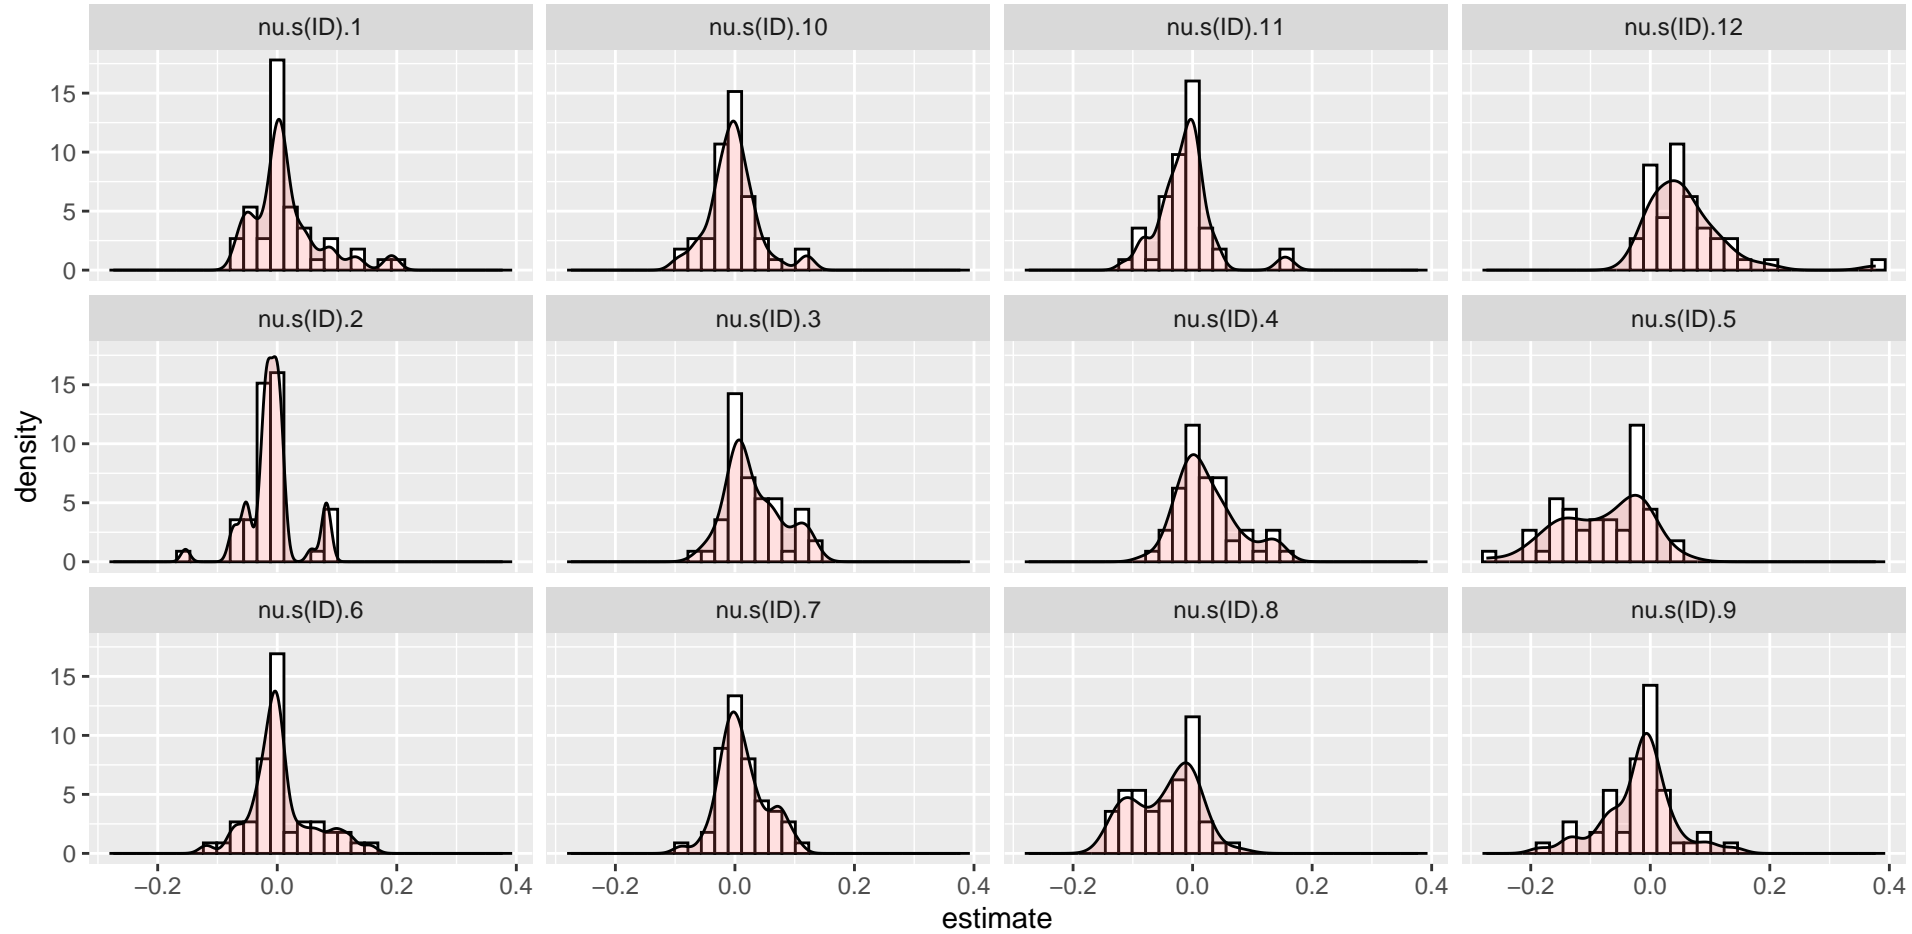 nu.s(ID).1 nu.s(ID).10 nu.s(ID).11 nu.s(ID).12
15
10
5
0
nu.s(ID).2 nu.s(ID).3 nu.s(ID).4 nu.s(ID).5
15
10
5
0
nu.s(ID).6 nu.s(ID).7 nu.s(ID).8 nu.s(ID).9
15
10
5
0
−0.2 0.0 0.2 0.4 −0.2 0.0 0.2 0.4 −0.2 0.0 0.2 0.4 −0.2 0.0 0.2 0.4
estimate
density